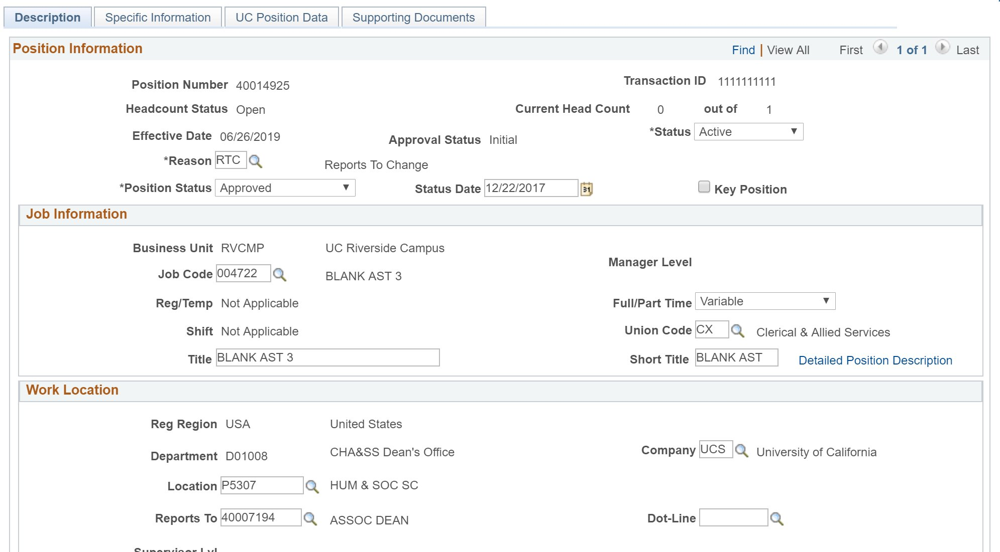 Description Specific Information UC Position Data Supporting Documents
Position Information Find | View All First 1 of 1 Last
Position Number 40014925 Transaction ID 1111111111
Headcount Status Open Current Head Count 0 out of 1
Effective Date 06/26/2019 Approval Status Initial *Status Active
*Reason RTC Reports To Change
*Position Status Approved Status Date 12/22/2017 31 Key Position
Job Information
Business Unit RVCMP UC Riverside Campus
Manager Level
Job Code 004722 BLANK AST 3
Reg/Temp Not Applicable Full/Part Time Variable
Shift Not Applicable Union Code CX Clerical & Allied Services
Title BLANK AST 3 Short Title BLANK AST Detailed Position Description
Work Location
Reg Region USA United States
Department D01008 CHA&SS Dean's Office Company UCS University of California
Location P5307 HUM & SOC SC
Reports To 40007194 ASSOC DEAN Dot-Line
Supervisor Lvl